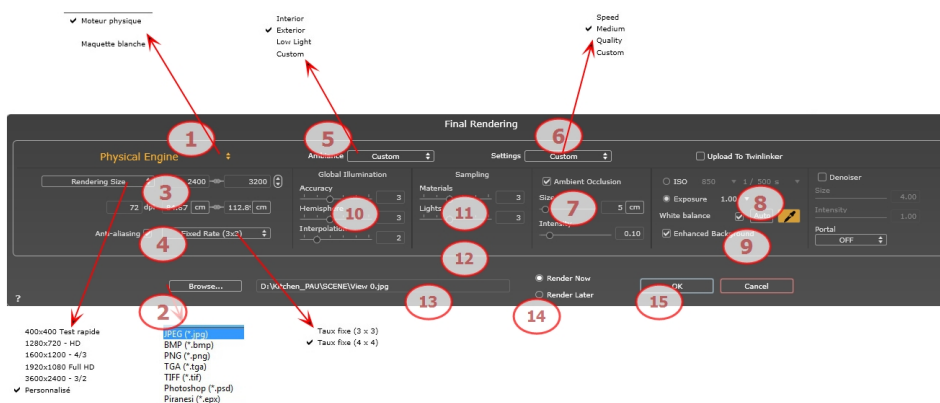 Moteur physique
Maquette blanche
Interior
Exterior
Low Light
Custom
Speed
Medium
Quality
Custom
Final Rendering
1
5
6
Physical Engine
Ambiance Custom
Settings Custom
Upload To Twinlinker
Rendering Size 2400 3200
3
72 cm 112.8 cm
Anti-aliasing Fixed Rate (3x2)
4
Global Illumination
Accuracy 3
Hemisphere 3
10
Interpolation 2
Sampling
Materials 3
Lights 3
11
12
Ambient Occlusion
Size 5 cm
7
Intensity 0.10
ISO 850 1 / 500 s
Exposure 1.00
8
White balance Auto
Enhanced Background
9
Denoiser
Size 4.00
Intensity 1.00
Portal
OFF
Browse...
D:\Kitchen_PAU\SCENE\View 0.jpg
13
Render Now
Render Later
14
OK
15
Cancel
?
2
400x400 Test rapide
1280x720 - HD
1600x1200 - 4/3
1920x1080 Full HD
3600x2400 - 3/2
Personnalisé
JPEG (*.jpg)
BMP (*.bmp)
PNG (*.png)
TGA (*.tga)
TIFF (*.tif)
Photoshop (*.psd)
Piranesi (*.epx)
Taux fixe (3 x 3)
Taux fixe (4 x 4)